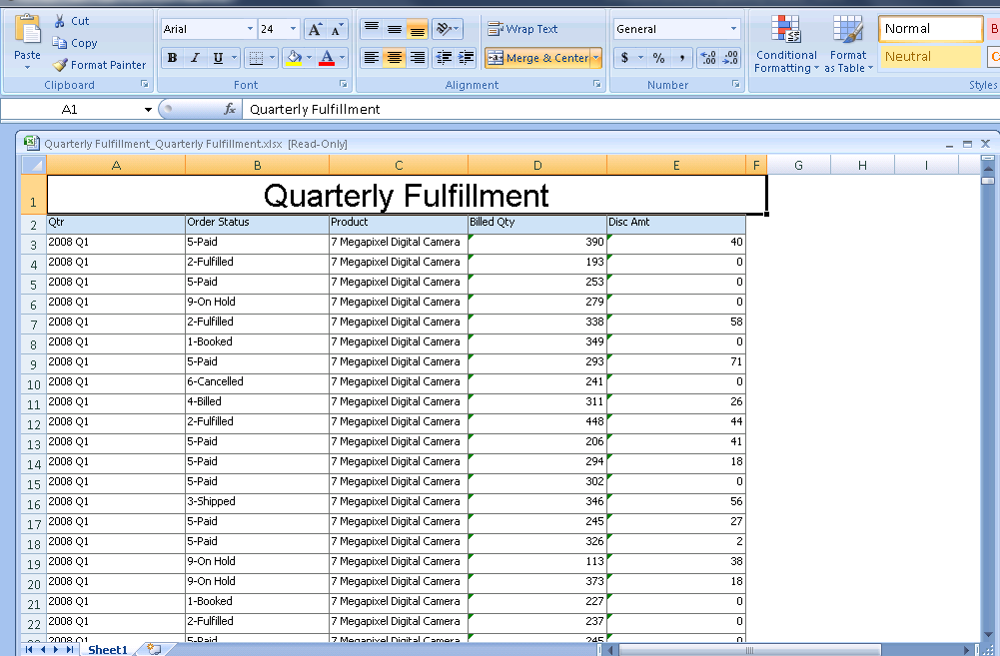 Cut
Copy
Format Painter
Paste
Clipboard
Arial 24 A A
B I U A
Font
Wrap Text
Merge & Center
Alignment
General
$ % , .00 .0
Number
Conditional Formatting
Format as Table
Normal B
Neutral C
Styles
A1 fx Quarterly Fulfillment
Quarterly Fulfillment_Quarterly Fulfillment.xlsx [Read-Only]
A B C D E F G H I
1 Quarterly Fulfillment
2 Qtr Order Status Product Billed Qty Disc Amt
3 2008 Q1 5-Paid 7 Megapixel Digital Camera 390 40
4 2008 Q1 2-Fulfilled 7 Megapixel Digital Camera 193 0
5 2008 Q1 5-Paid 7 Megapixel Digital Camera 253 0
6 2008 Q1 9-On Hold 7 Megapixel Digital Camera 279 0
7 2008 Q1 2-Fulfilled 7 Megapixel Digital Camera 338 58
8 2008 Q1 1-Booked 7 Megapixel Digital Camera 349 0
9 2008 Q1 5-Paid 7 Megapixel Digital Camera 293 71
10 2008 Q1 6-Cancelled 7 Megapixel Digital Camera 241 0
11 2008 Q1 4-Billed 7 Megapixel Digital Camera 311 26
12 2008 Q1 2-Fulfilled 7 Megapixel Digital Camera 448 44
13 2008 Q1 5-Paid 7 Megapixel Digital Camera 206 41
14 2008 Q1 5-Paid 7 Megapixel Digital Camera 294 18
15 2008 Q1 5-Paid 7 Megapixel Digital Camera 302 0
16 2008 Q1 3-Shipped 7 Megapixel Digital Camera 346 56
17 2008 Q1 5-Paid 7 Megapixel Digital Camera 245 27
18 2008 Q1 5-Paid 7 Megapixel Digital Camera 326 2
19 2008 Q1 9-On Hold 7 Megapixel Digital Camera 113 38
20 2008 Q1 9-On Hold 7 Megapixel Digital Camera 373 18
21 2008 Q1 1-Booked 7 Megapixel Digital Camera 227 0
22 2008 Q1 2-Fulfilled 7 Megapixel Digital Camera 237 0
2008 Q1 5-Paid 7 Megapixel Digital Camera 245 0
Sheet1